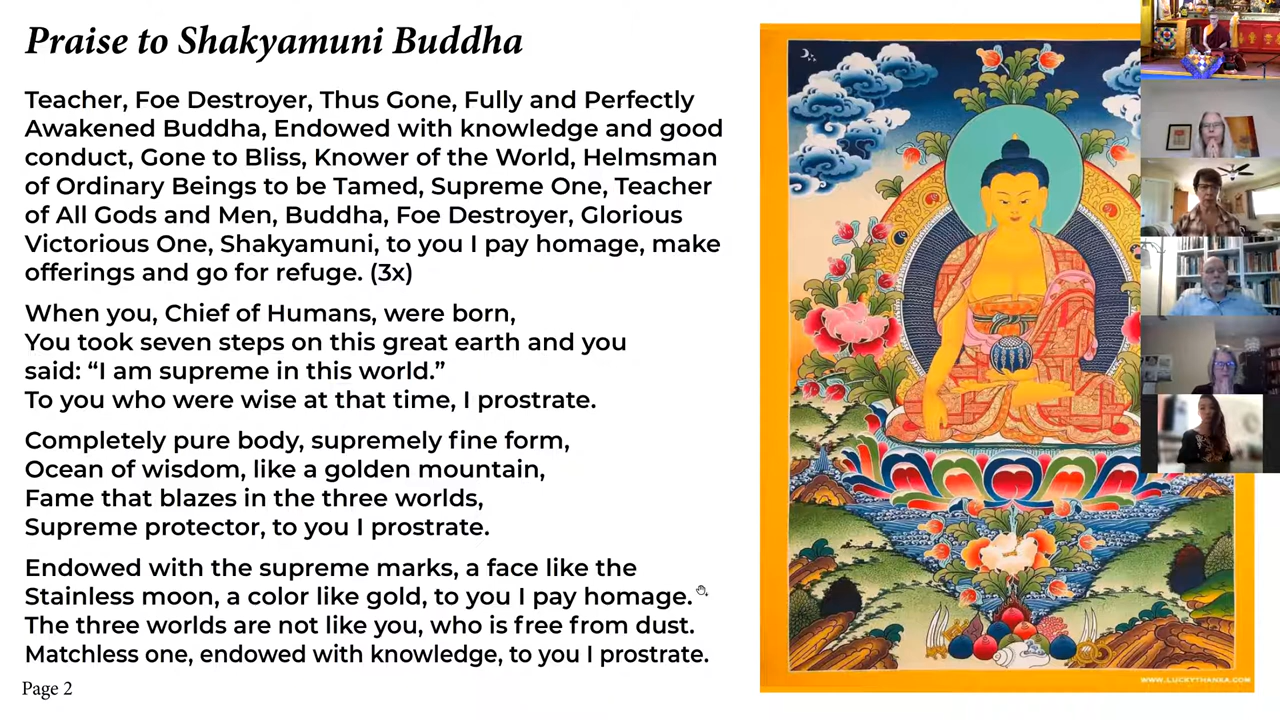 Praise to Shakyamuni Buddha
Teacher, Foe Destroyer, Thus Gone, Fully and Perfectly
Awakened Buddha, Endowed with knowledge and good
conduct, Gone to Bliss, Knower of the World, Helmsman
of Ordinary Beings to be Tamed, Supreme One, Teacher
of All Gods and Men, Buddha, Foe Destroyer, Glorious
Victorious One, Shakyamuni, to you I pay homage, make
offerings and go for refuge. (3x)
When you, Chief of Humans, were born,
You took seven steps on this great earth and you
said: “I am supreme in this world.”
To you who were wise at that time, I prostrate.
Completely pure body, supremely fine form,
Ocean of wisdom, like a golden mountain,
Fame that blazes in the three worlds,
Supreme protector, to you I prostrate.
Endowed with the supreme marks, a face like the
Stainless moon, a color like gold, to you I pay homage.
The three worlds are not like you, who is free from dust.
Matchless one, endowed with knowledge, to you I prostrate.
Page 2
WWW.LUCKYTHANKA.COM